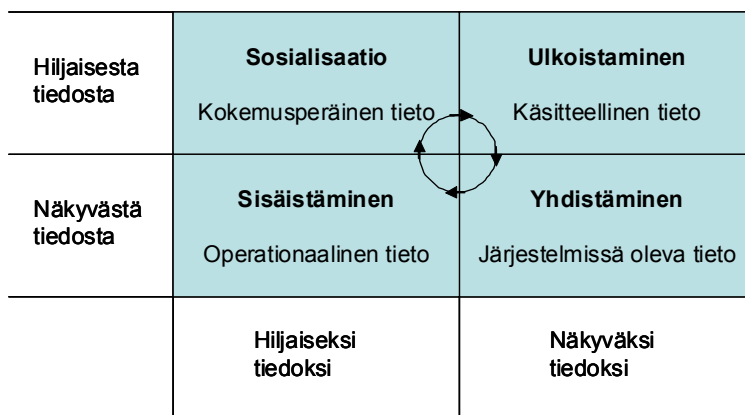 Hiljaisesta
tiedosta
Sosialisaatio
Kokemusperäinen tieto
Ulkoistaminen
Käsitteellinen tieto
Näkyvästä
tiedosta
Sisäistäminen
Operationaalinen tieto
Yhdistäminen
Järjestelmissä oleva tieto
Hiljaiseksi
tiedoksi
Näkyväksi
tiedoksi